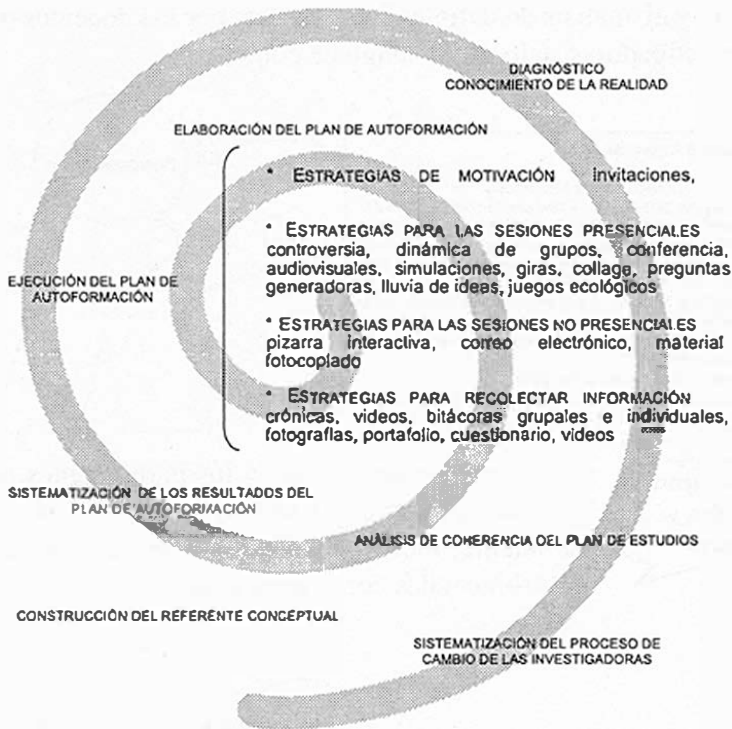 DIAGNÓSTICO
CONOCIMIENTO DE LA REALIDAD
ELABORACIÓN DEL PLAN DE AUTOFORMACIÓN
* ESTRATEGIAS DE MOTIVACIÓN invitaciones,
* ESTRATEGIAS PARA LAS SESIONES PRESENCIALES
controversia, dinámica de grupos, conferencia,
audiovisuales, simulaciones, giras, collage, preguntas
generadoras, lluvia de ideas, juegos ecológicos
EJECUCIÓN DEL PLAN DE
AUTOFORMACIÓN
* ESTRATEGIAS PARA LAS SESIONES NO PRESENCIALES
pizarra interactiva, correo electrónico, material
fotocopiado
* ESTRATEGIAS PARA RECOLECTAR INFORMACIÓN
crónicas, videos, bitácoras grupales e individuales,
fotografías, portafolio, cuestionario, videos
SISTEMATIZACIÓN DE LOS RESULTADOS DEL
PLAN DE AUTOFORMACIÓN
ANÁLISIS DE COHERENCIA DEL PLAN DE ESTUDIOS
CONSTRUCCIÓN DEL REFERENTE CONCEPTUAL
SISTEMATIZACIÓN DEL PROCESO DE
CAMBIO DE LAS INVESTIGADORAS